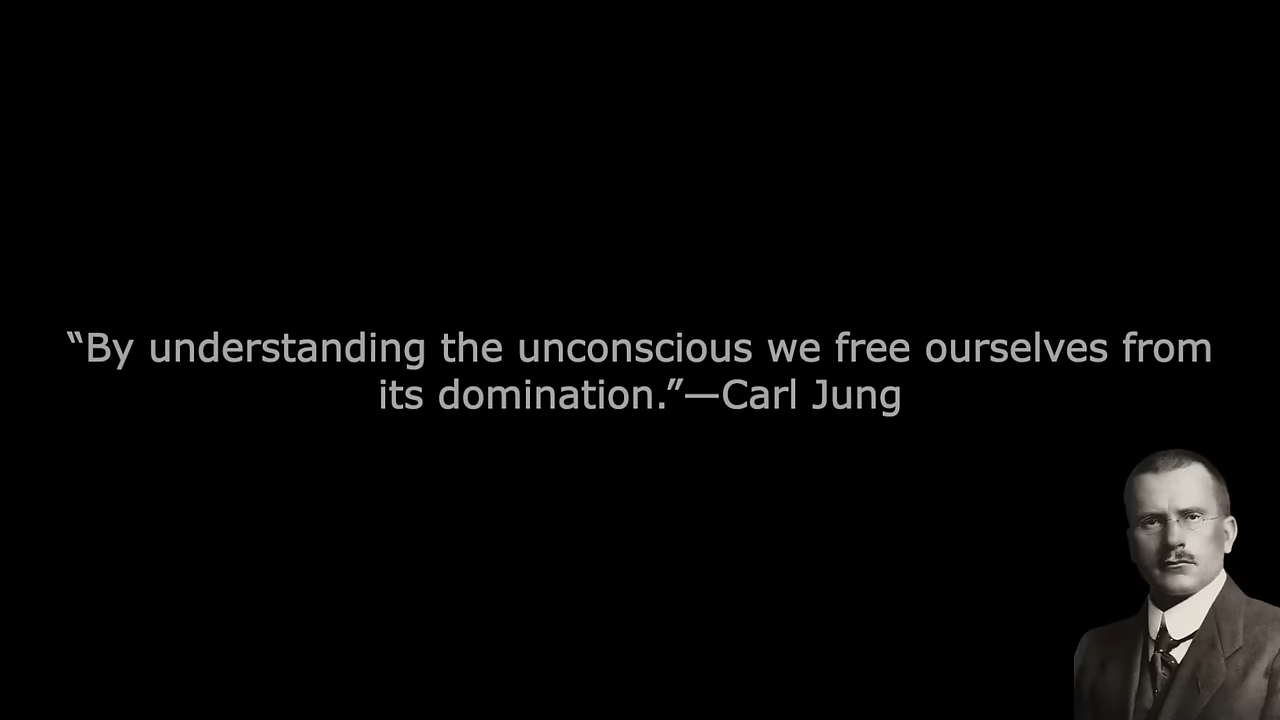 “By understanding the unconscious we free ourselves from
its domination.”—Carl Jung